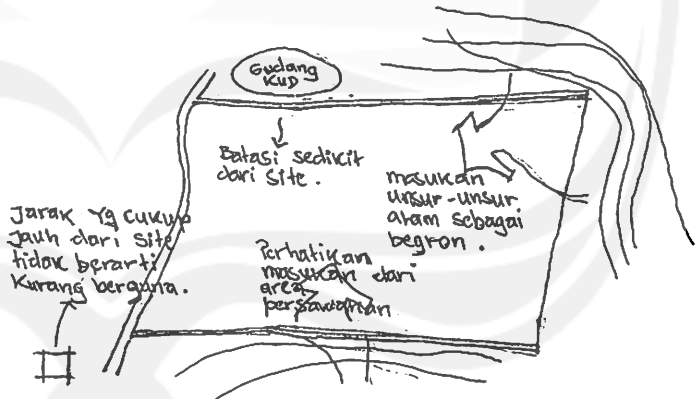 Gudang
KUD
Batasi sedikit
dari site.
masukan
unsur-unsur
alam sebagai
begron.
Jarak Yg cukup
jauh dari site
tidak berarti
kurang berguna.
Perhatikan
masukan dari
area
persawahan